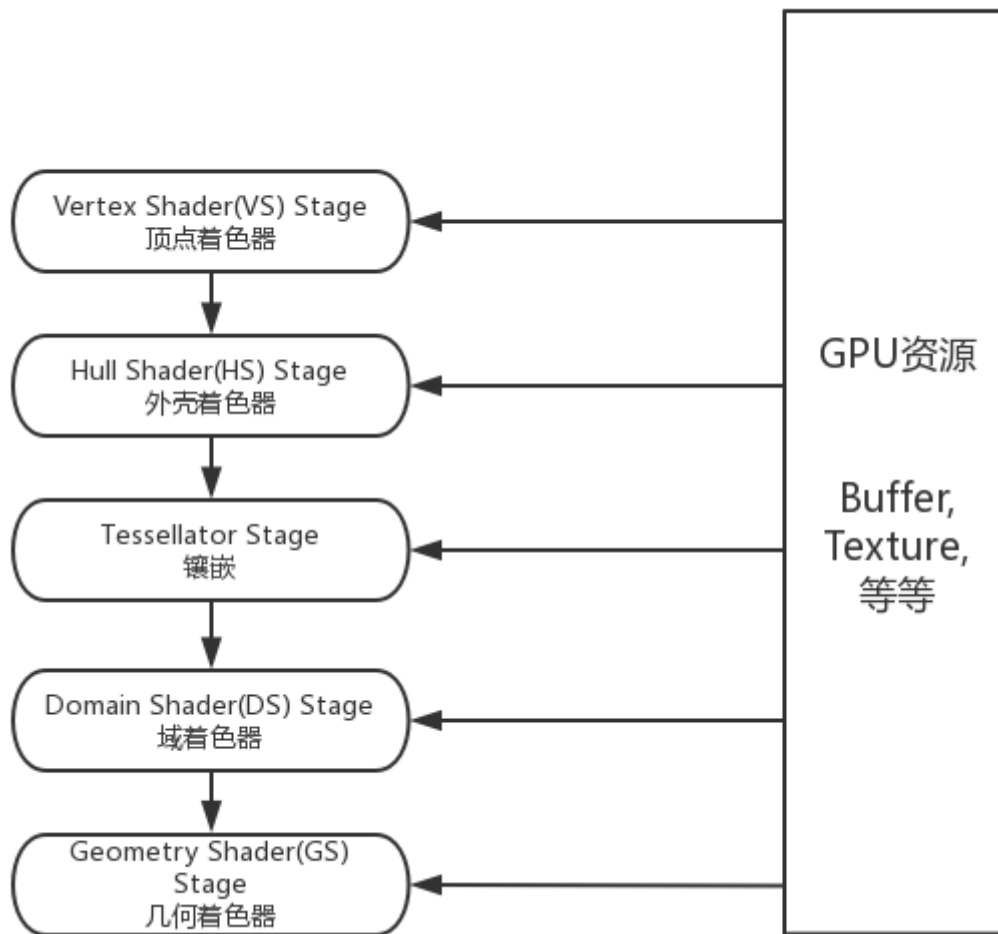 Vertex Shader(VS) Stage
顶点着色器
Hull Shader(HS) Stage
外壳着色器
Tessellator Stage
镶嵌
Domain Shader(DS) Stage
域着色器
Geometry Shader(GS)
Stage
几何着色器
GPU资源
Buffer,
Texture,
等等